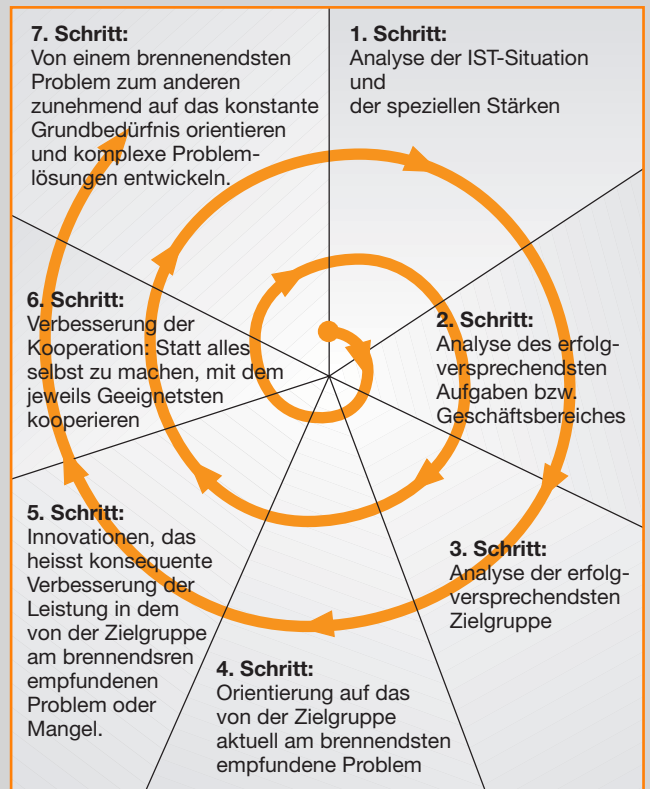 1. Schritt:
Analyse der IST-Situation
und
der speziellen Stärken
2. Schritt:
Analyse des erfolg-
versprechendsten
Aufgaben bzw.
Geschäftsbereiches
3. Schritt:
Analyse der erfolg-
versprechendsten
Zielgruppe
4. Schritt:
Orientierung auf das
von der Zielgruppe
aktuell am brennendsten
empfundene Problem
5. Schritt:
Innovationen, das
heisst konsequente
Verbesserung der
Leistung in dem
von der Zielgruppe
am brennendsren
empfundenen
Problem oder
Mangel.
6. Schritt:
Verbesserung der
Kooperation: Statt alles
selbst zu machen, mit dem
jeweils Geeignetsten
kooperieren
7. Schritt:
Von einem brennenendsten
Problem zum anderen
zunehmend auf das konstante
Grundbedürfnis orientieren
und komplexe Problem-
lösungen entwickeln.